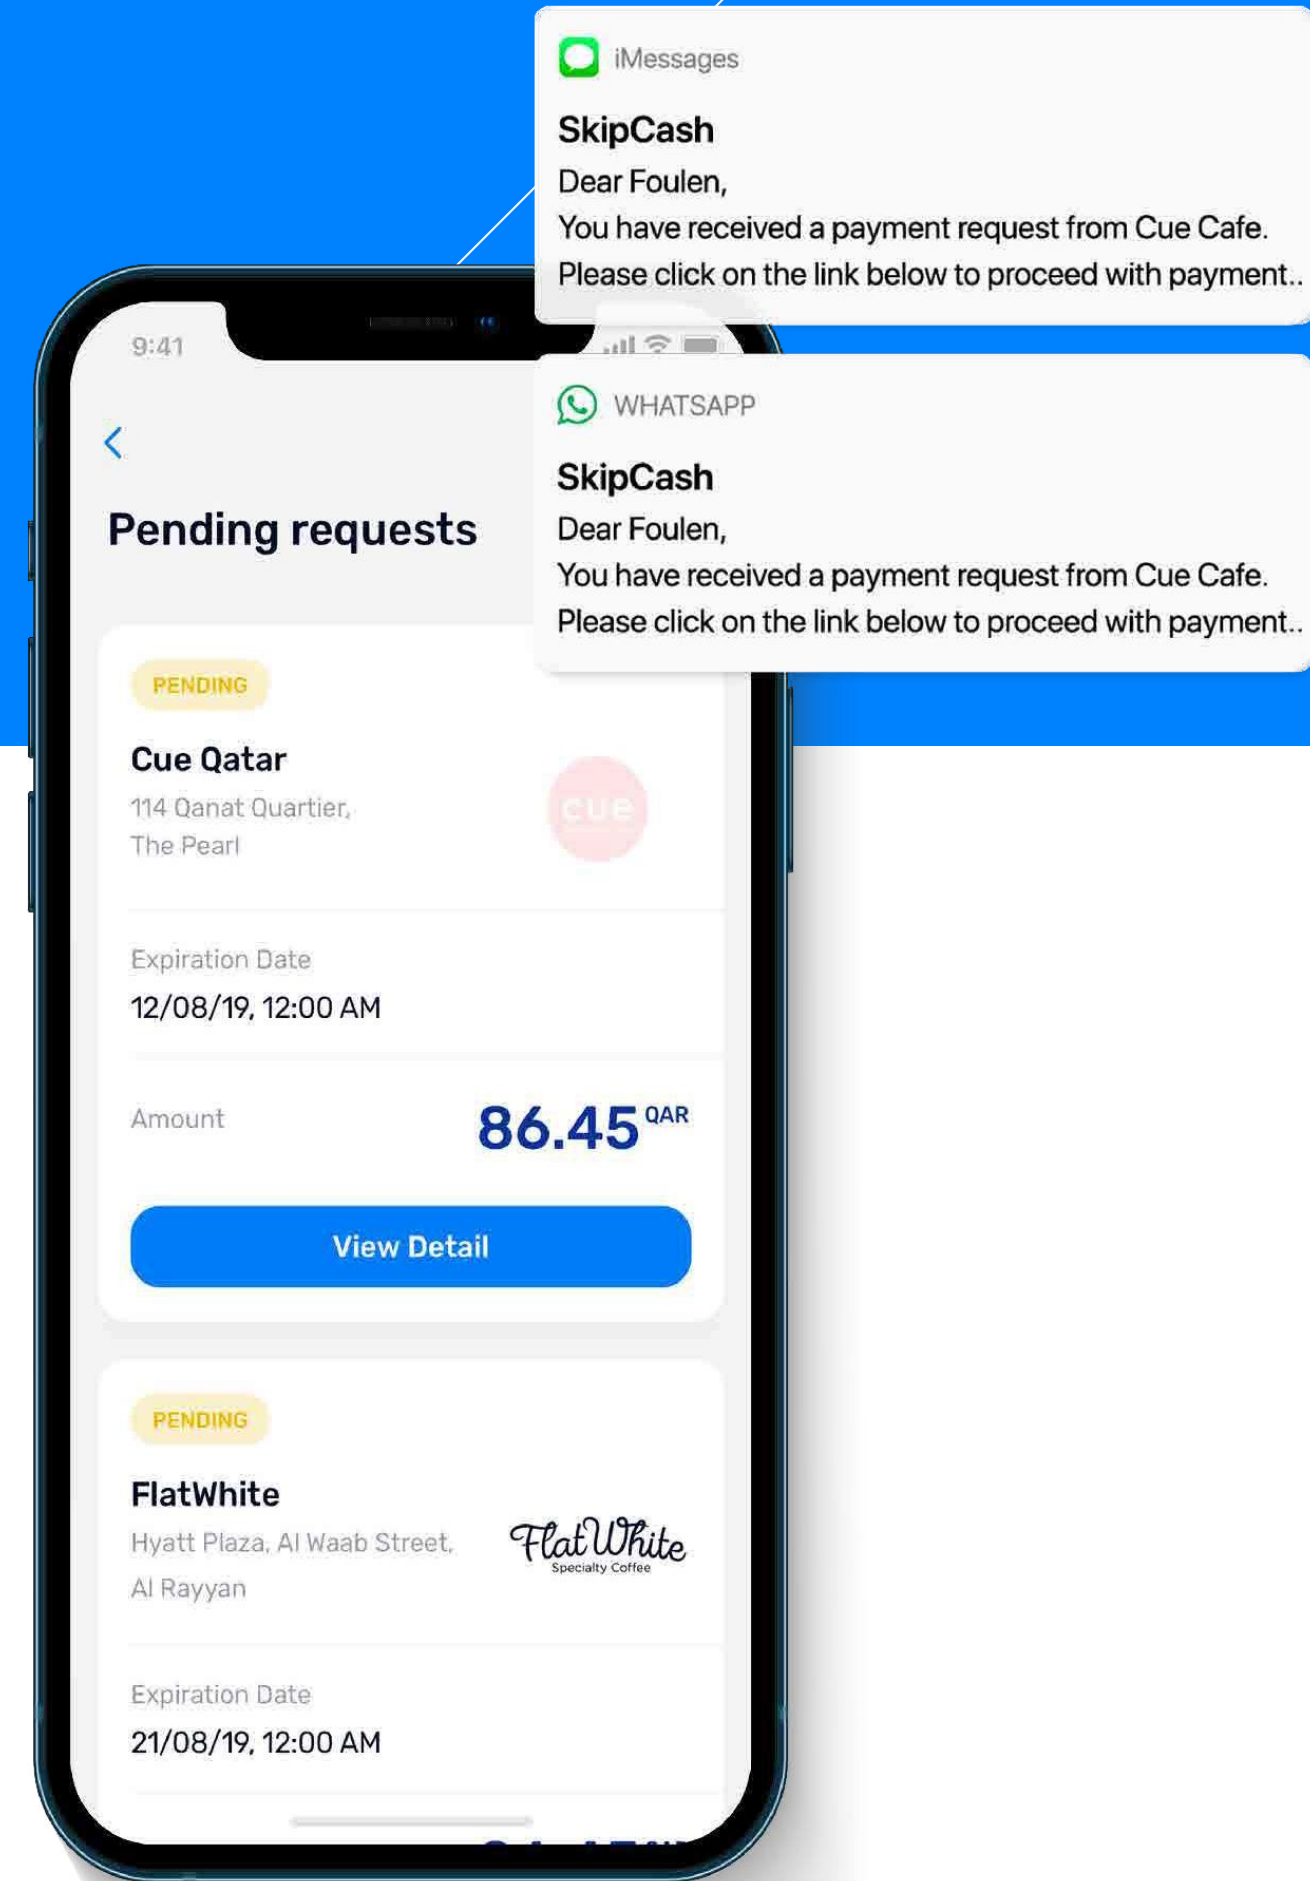 iMessages
SkipCash
Dear Foulen,
You have received a payment request from Cue Cafe.
Please click on the link below to proceed with payment..
9:41
WHATSAPP
SkipCash
Dear Foulen,
You have received a payment request from Cue Cafe.
Please click on the link below to proceed with payment..
Pending requests
PENDING
Cue Qatar
114 Qanat Quartier,
The Pearl
cue
Expiration Date
12/08/19, 12:00 AM
Amount
86.45 QAR
View Detail
PENDING
FlatWhite
Hyatt Plaza, Al Waab Street,
Al Rayyan
FlatWhite
Specialty Coffee
Expiration Date
21/08/19, 12:00 AM